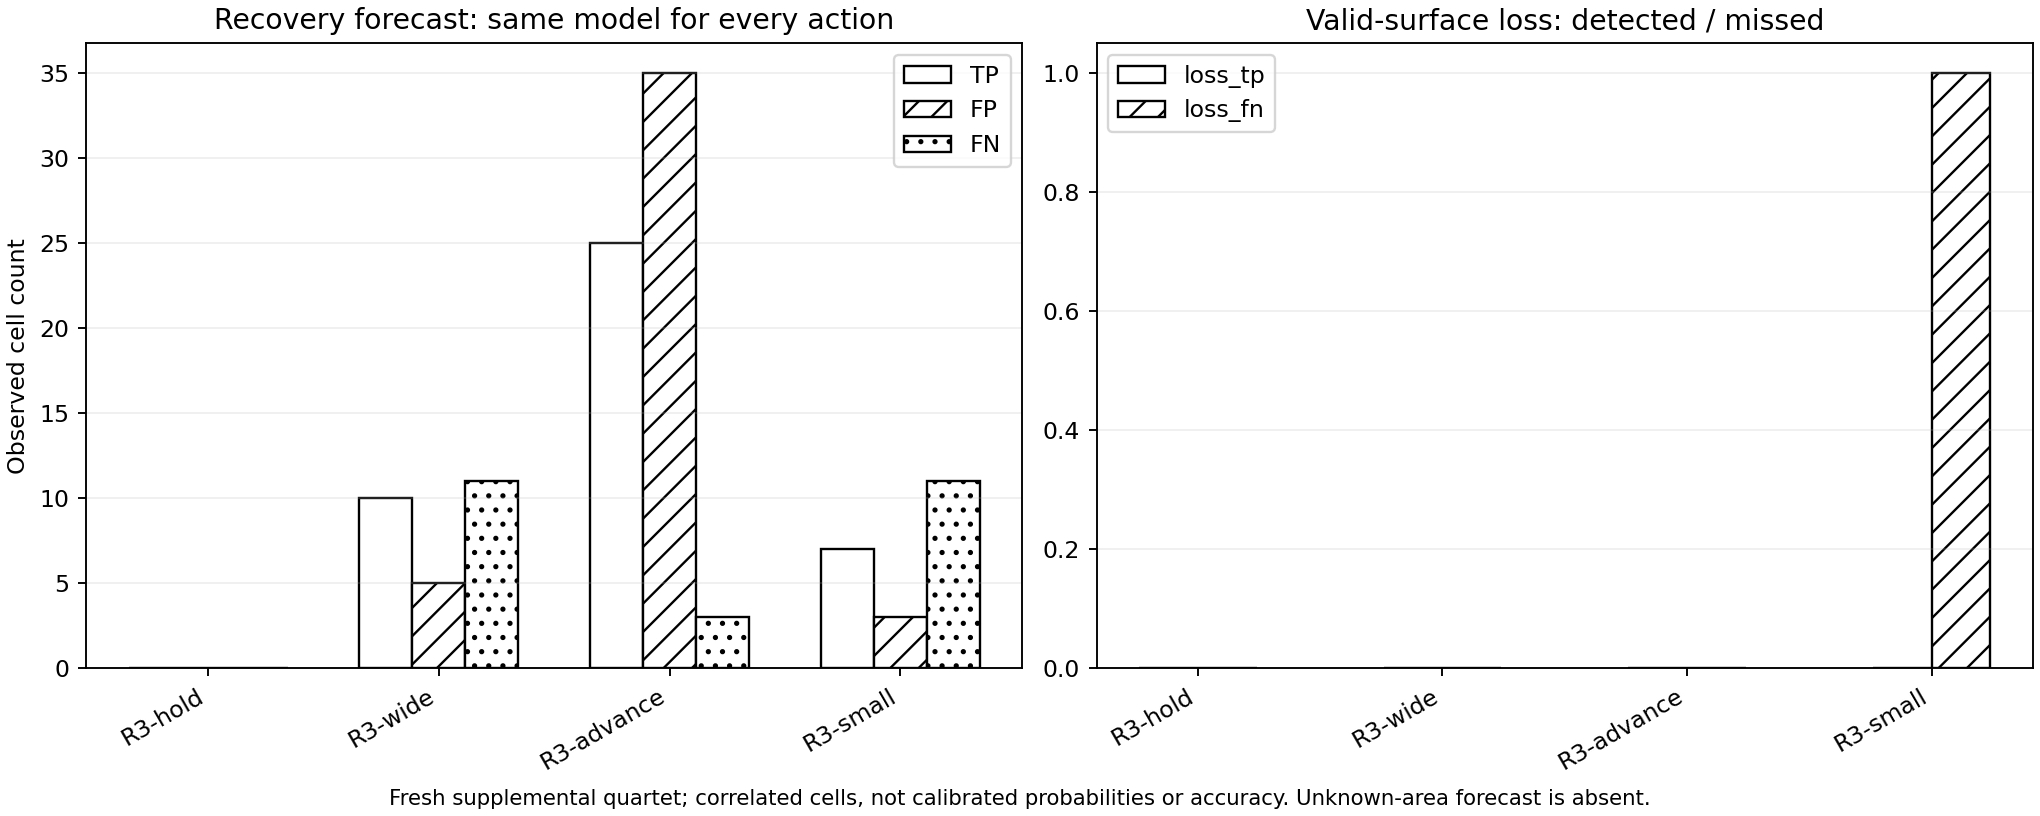 Recovery forecast: same model for every action
Observed cell count
35
30
25
20
15
10
5
0
TP
FP
FN
R3-hold
R3-wide
R3-advance
R3-small
Valid-surface loss: detected / missed
1.0
0.8
0.6
0.4
0.2
0.0
loss_tp
loss_fn
R3-hold
R3-wide
R3-advance
R3-small
Fresh supplemental quartet; correlated cells, not calibrated probabilities or accuracy. Unknown-area forecast is absent.